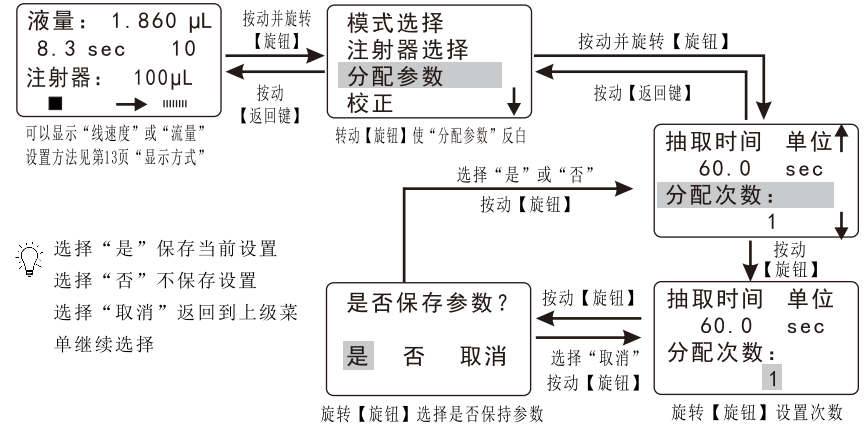 液量： 1.860 μL
8.3 sec 10
注射器： 100μL
可以显示“线速度”或“流量”
设置方法见第13页“显示方式”
按动并旋转
【旋钮】
按动
【返回键】
模式选择
注射器选择
分配参数
校正
转动【旋钮】使“分配参数”反白
按动并旋转【旋钮】
按动【返回键】
抽取时间 单位
60.0 sec
分配次数：
1
按动
【旋钮】
抽取时间 单位
60.0 sec
分配次数：
1
旋转【旋钮】设置次数
按动【旋钮】
选择“取消”
按动【旋钮】
是否保存参数？
是 否 取消
旋转【旋钮】选择是否保持参数
选择“是”或“否”
按动【旋钮】
选择“是”保存当前设置
选择“否”不保存设置
选择“取消”返回到上级菜
单继续选择